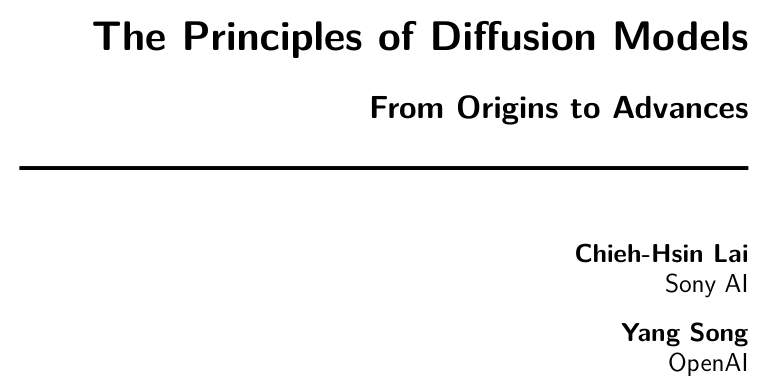 The Principles of Diffusion Models
From Origins to Advances
Chieh-Hsin Lai
Sony AI
Yang Song
OpenAI